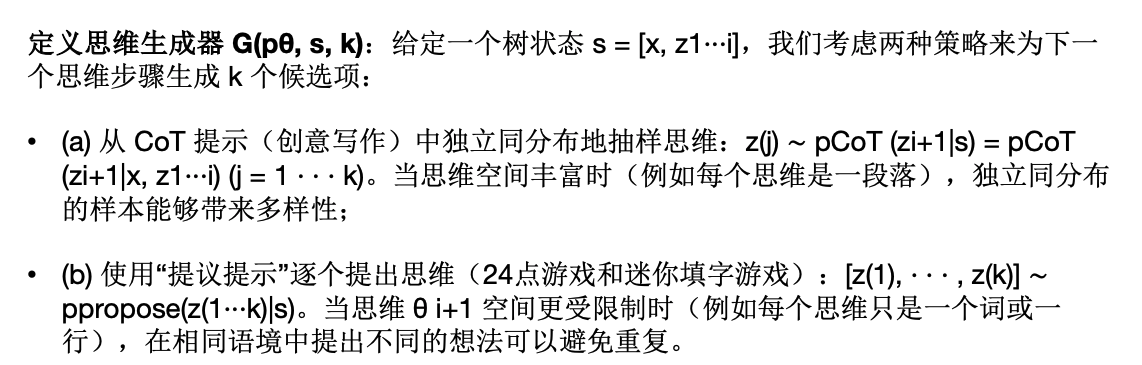 定义思维生成器 G(pθ, s, k)：给定一个树状态 s = [x, z1···i]，我们考虑两种策略来为下一
个思维步骤生成 k 个候选项：
• (a) 从 CoT 提示（创意写作）中独立同分布地抽样思维：z(j) ~ pCoT (zi+1|s) = pCoT
(zi+1|x, z1···i) (j = 1 · · · k)。当思维空间丰富时（例如每个思维是一段落），独立同分布
的样本能够带来多样性；
• (b) 使用“提议提示”逐个提出思维（24点游戏和迷你填字游戏）：[z(1), · · · , z(k)] ~
ppropose(z(1···k)|s)。当思维 θ i+1 空间更受限制时（例如每个思维只是一个词或一
行），在相同语境中提出不同的想法可以避免重复。